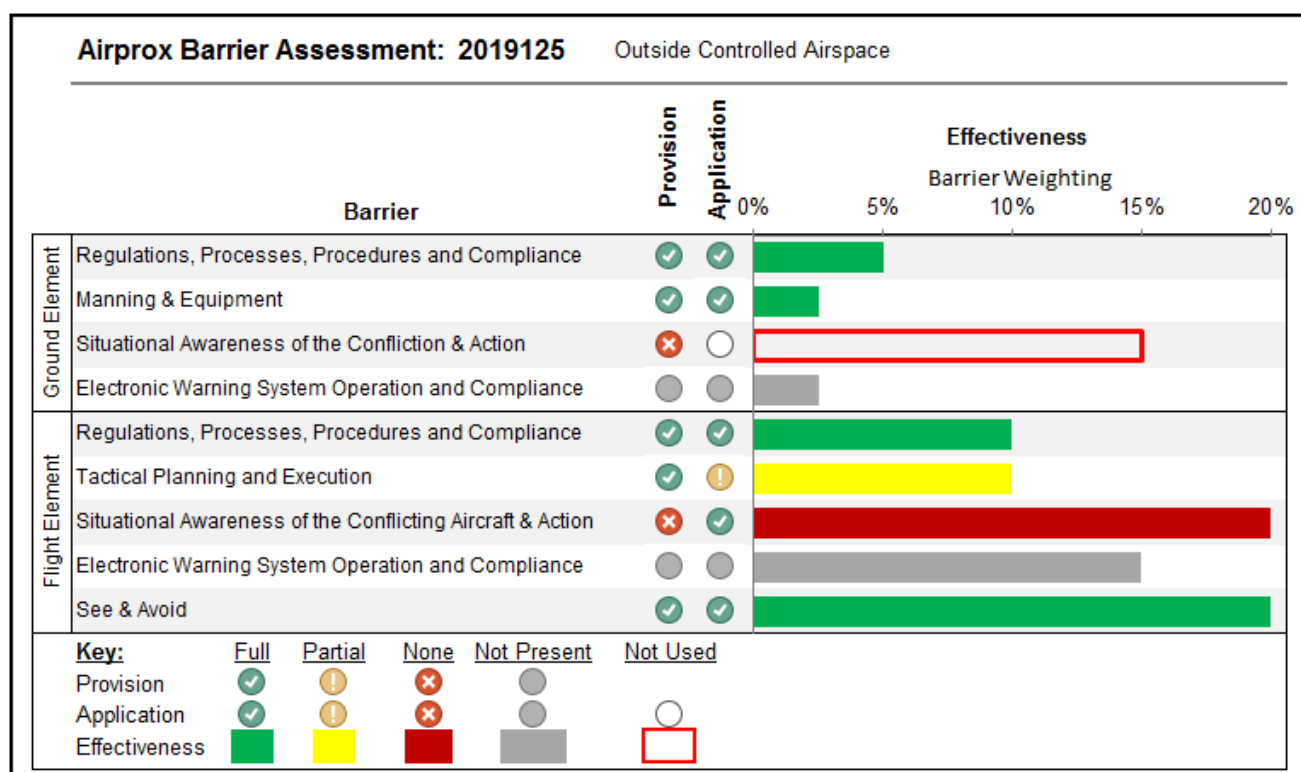 Airprox Barrier Assessment: 2019125 Outside Controlled Airspace
Provision
Application
Effectiveness
Barrier Weighting
Barrier
0% 5% 10% 15% 20%
Ground Element
Regulations, Processes, Procedures and Compliance
Manning & Equipment
Situational Awareness of the Confliction & Action
Electronic Warning System Operation and Compliance
Flight Element
Regulations, Processes, Procedures and Compliance
Tactical Planning and Execution
Situational Awareness of the Conflicting Aircraft & Action
Electronic Warning System Operation and Compliance
See & Avoid
Key: Full Partial None Not Present Not Used
Provision
Application
Effectiveness